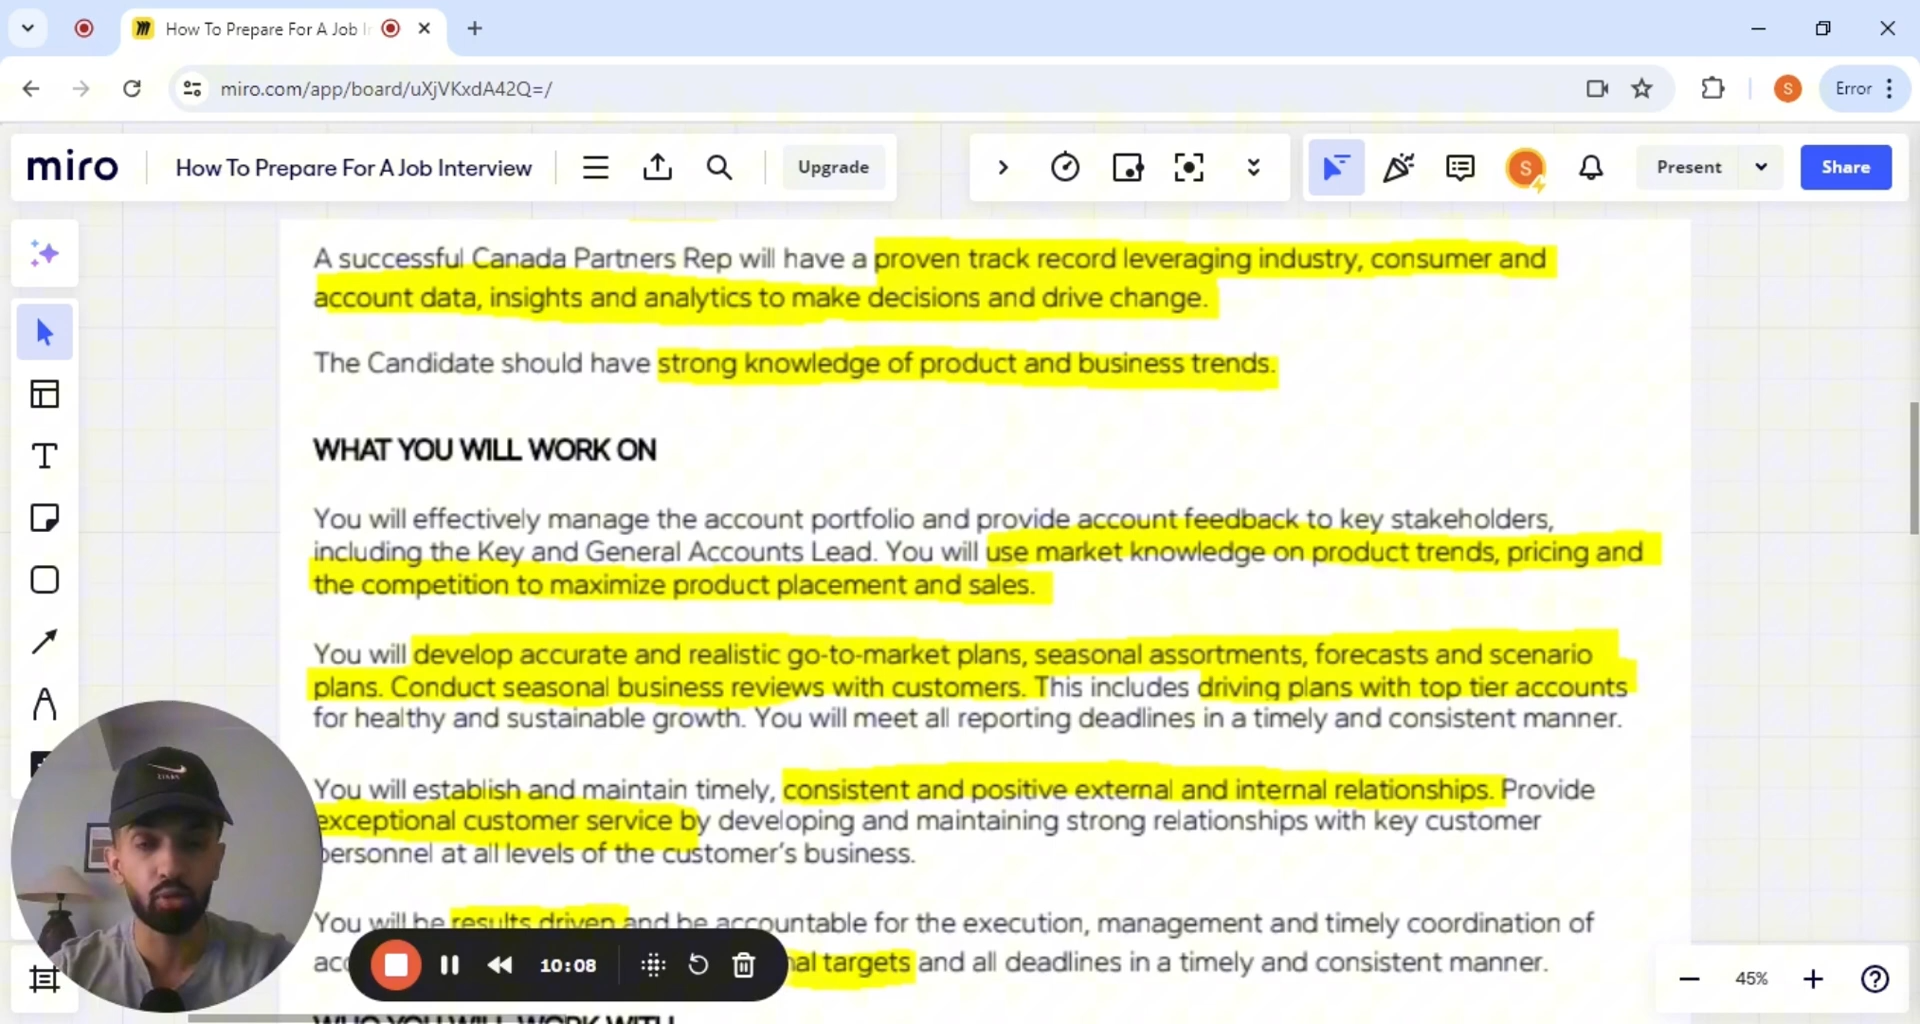 How To Prepare For A Job In
miro.com/app/board/uXjVKxdA42Q=/
S
Error
miro
How To Prepare For A Job Interview
Upgrade
S
Present
Share
A successful Canada Partners Rep will have a proven track record leveraging industry, consumer and
account data, insights and analytics to make decisions and drive change.
The Candidate should have strong knowledge of product and business trends.
WHAT YOU WILL WORK ON
You will effectively manage the account portfolio and provide account feedback to key stakeholders,
including the Key and General Accounts Lead. You will use market knowledge on product trends, pricing and
the competition to maximize product placement and sales.
You will develop accurate and realistic go-to-market plans, seasonal assortments, forecasts and scenario
plans. Conduct seasonal business reviews with customers. This includes driving plans with top tier accounts
for healthy and sustainable growth. You will meet all reporting deadlines in a timely and consistent manner.
You will establish and maintain timely, consistent and positive external and internal relationships. Provide
exceptional customer service by developing and maintaining strong relationships with key customer
personnel at all levels of the customer's business.
You will be results driven and be accountable for the execution, management and timely coordination of
targets and all deadlines in a timely and consistent manner.
10:08
45%
WHO YOU WILL WORK WITH